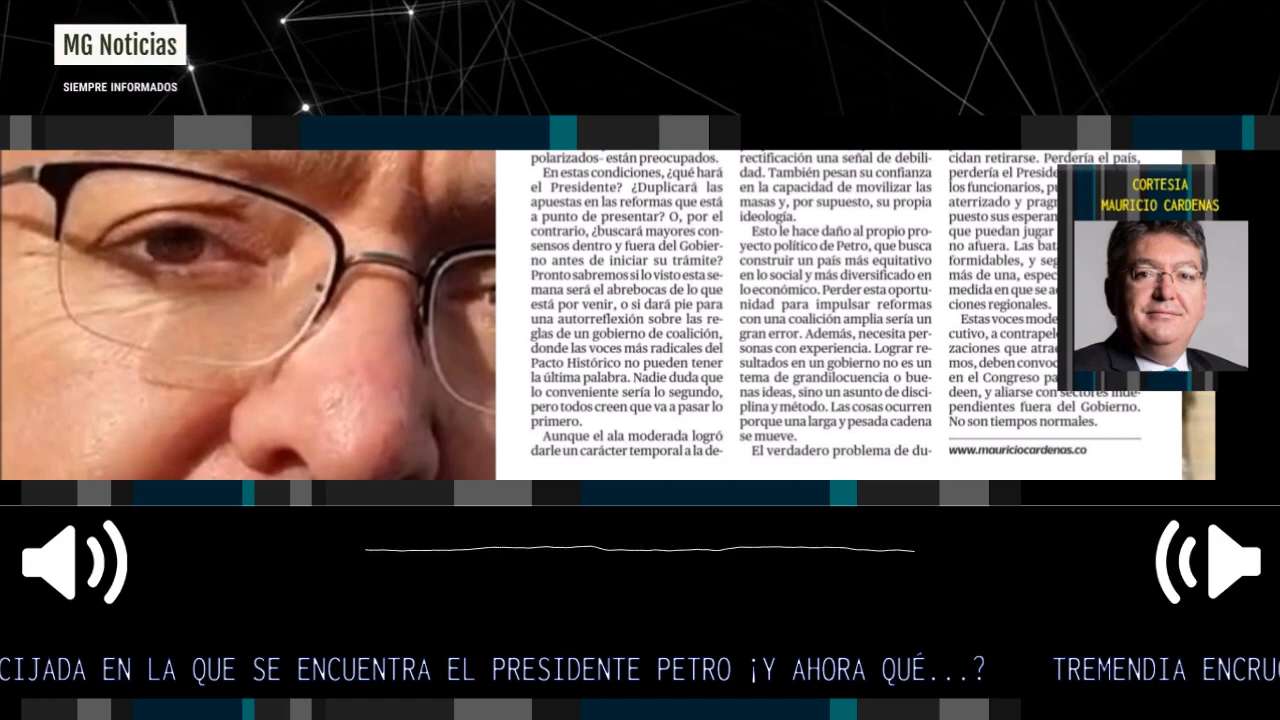 MG Noticias
SIEMPRE INFORMADOS
polarizados- están preocupados.
En estas condiciones, ¿qué hará
el Presidente? ¿Duplicará las
apuestas en las reformas que está
a punto de presentar? O, por el
contrario, ¿buscará mayores con-
sensos dentro y fuera del Gobier-
no antes de iniciar su trámite?
Pronto sabremos si lo visto esta se-
mana será el abrebocas de lo que
está por venir, o si dará pie para
una autorreflexión sobre las re-
glas de un gobierno de coalición,
donde las voces más radicales del
Pacto Histórico no pueden tener
la última palabra. Nadie duda que
lo conveniente sería lo segundo,
pero todos creen que va a pasar lo
primero.
Aunque el ala moderada logró
darle un carácter temporal a la de-
rectificación una señal de debili-
dad. También pesan su confianza
en la capacidad de movilizar las
masas y, por supuesto, su propia
ideología.
Esto le hace daño al propio pro-
yecto político de Petro, que busca
construir un país más equitativo
en lo social y más diversificado en
lo económico. Perder esta oportu-
nidad para impulsar reformas
con una coalición amplia sería un
gran error. Además, necesita per-
sonas con experiencia. Lograr re-
sultados en un gobierno no es un
tema de grandilocuencia o bue-
nas ideas, sino un asunto de disci-
plina y método. Las cosas ocurren
porque una larga y pesada cadena
se mueve.
El verdadero problema de du-
cidan retirarse. Perdería el país,
perdería el Preside
los funcionarios, pu
aterrizado y pragr
puesto sus esperan
que puedan jugar
no afuera. Las bat
formidables, y seg
más de una, espec
medida en que se a
ciones regionales.
Estas voces mode
cutivo, a contrapel
zaciones que atrae
mos, deben convoc
en el Congreso pa
deen, y aliarse con sectores inde-
pendientes fuera del Gobierno.
No son tiempos normales.
www.mauriciocardenas.co
CORTESIA
MAURICIO CARDENAS
CIJADA EN LA QUE SE ENCUENTRA EL PRESIDENTE PETRO ¡Y AHORA QUÉ...? TREMENDIA ENCRUC